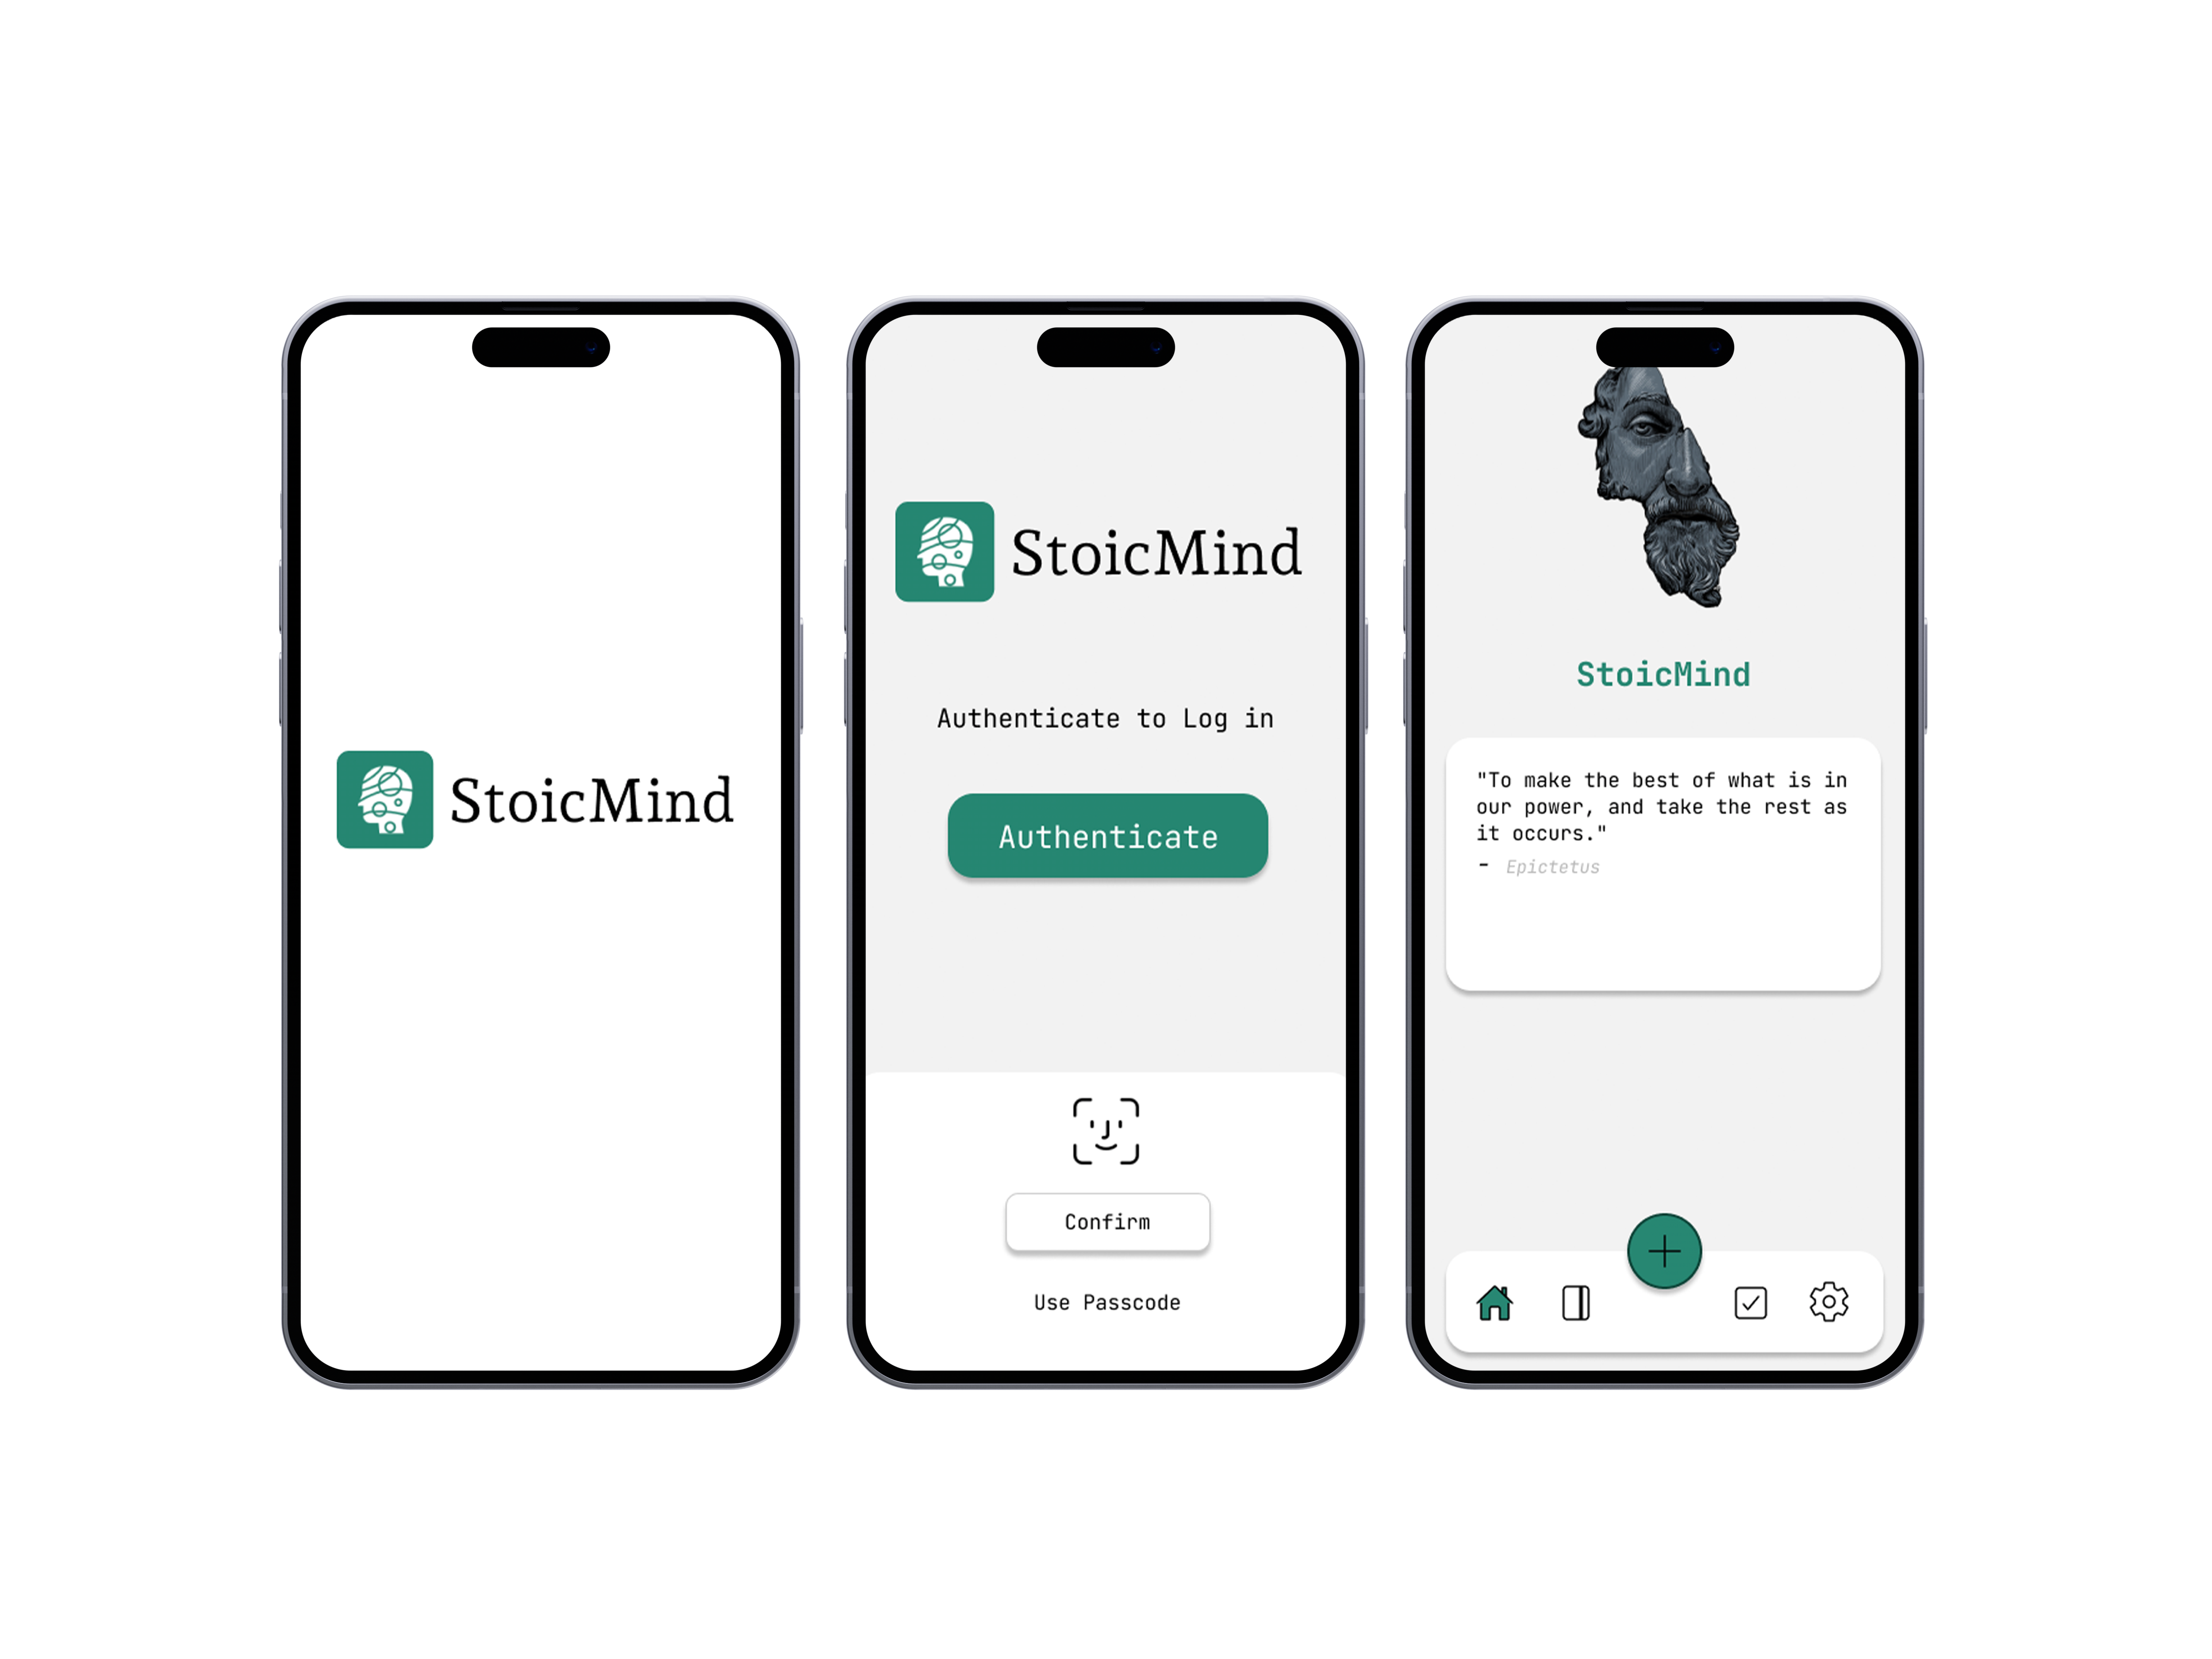 StoicMind
StoicMind
Authenticate to Log in
Authenticate
Confirm
Use Passcode
StoicMind
"To make the best of what is in
our power, and take the rest as
it occurs."
- Epictetus